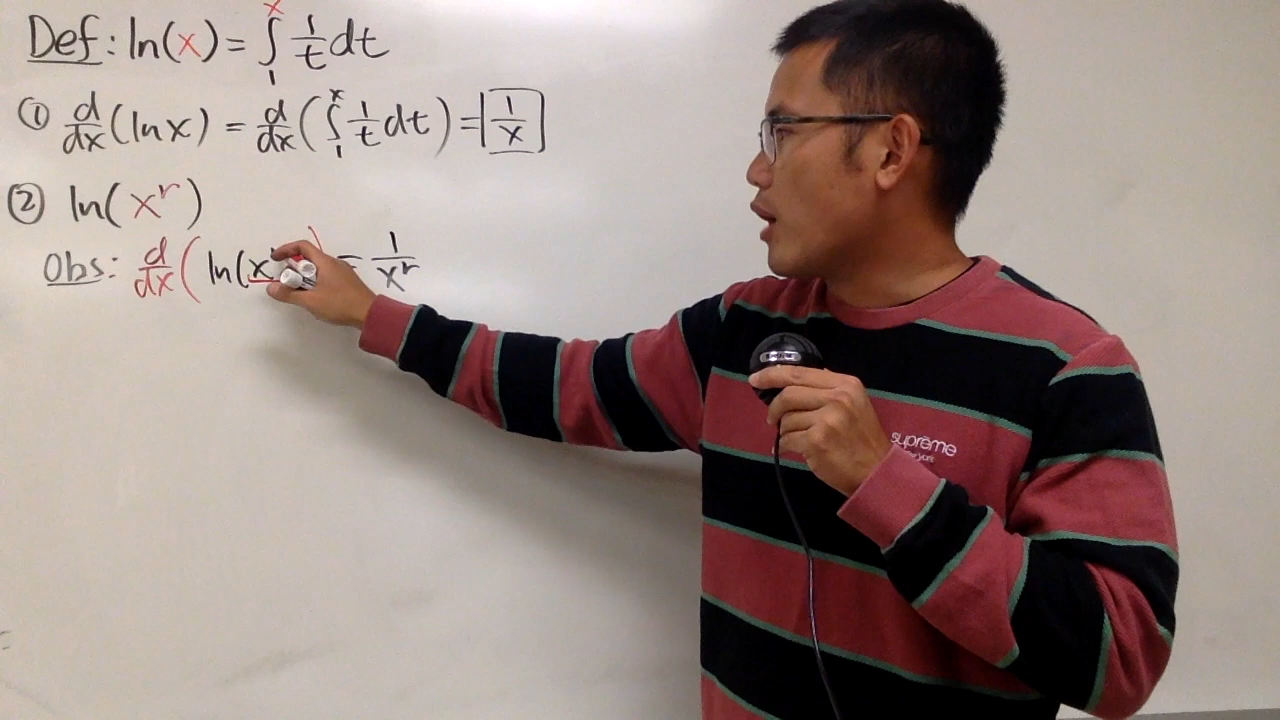 Def: ln(x) = ∫₁ˣ 1/t dt
① d/dx (ln x) = d/dx (∫₁ˣ 1/t dt) = 1/x
② ln(xʳ)
Obs: d/dx ( ln(x ) = 1/xʳ
suprēme